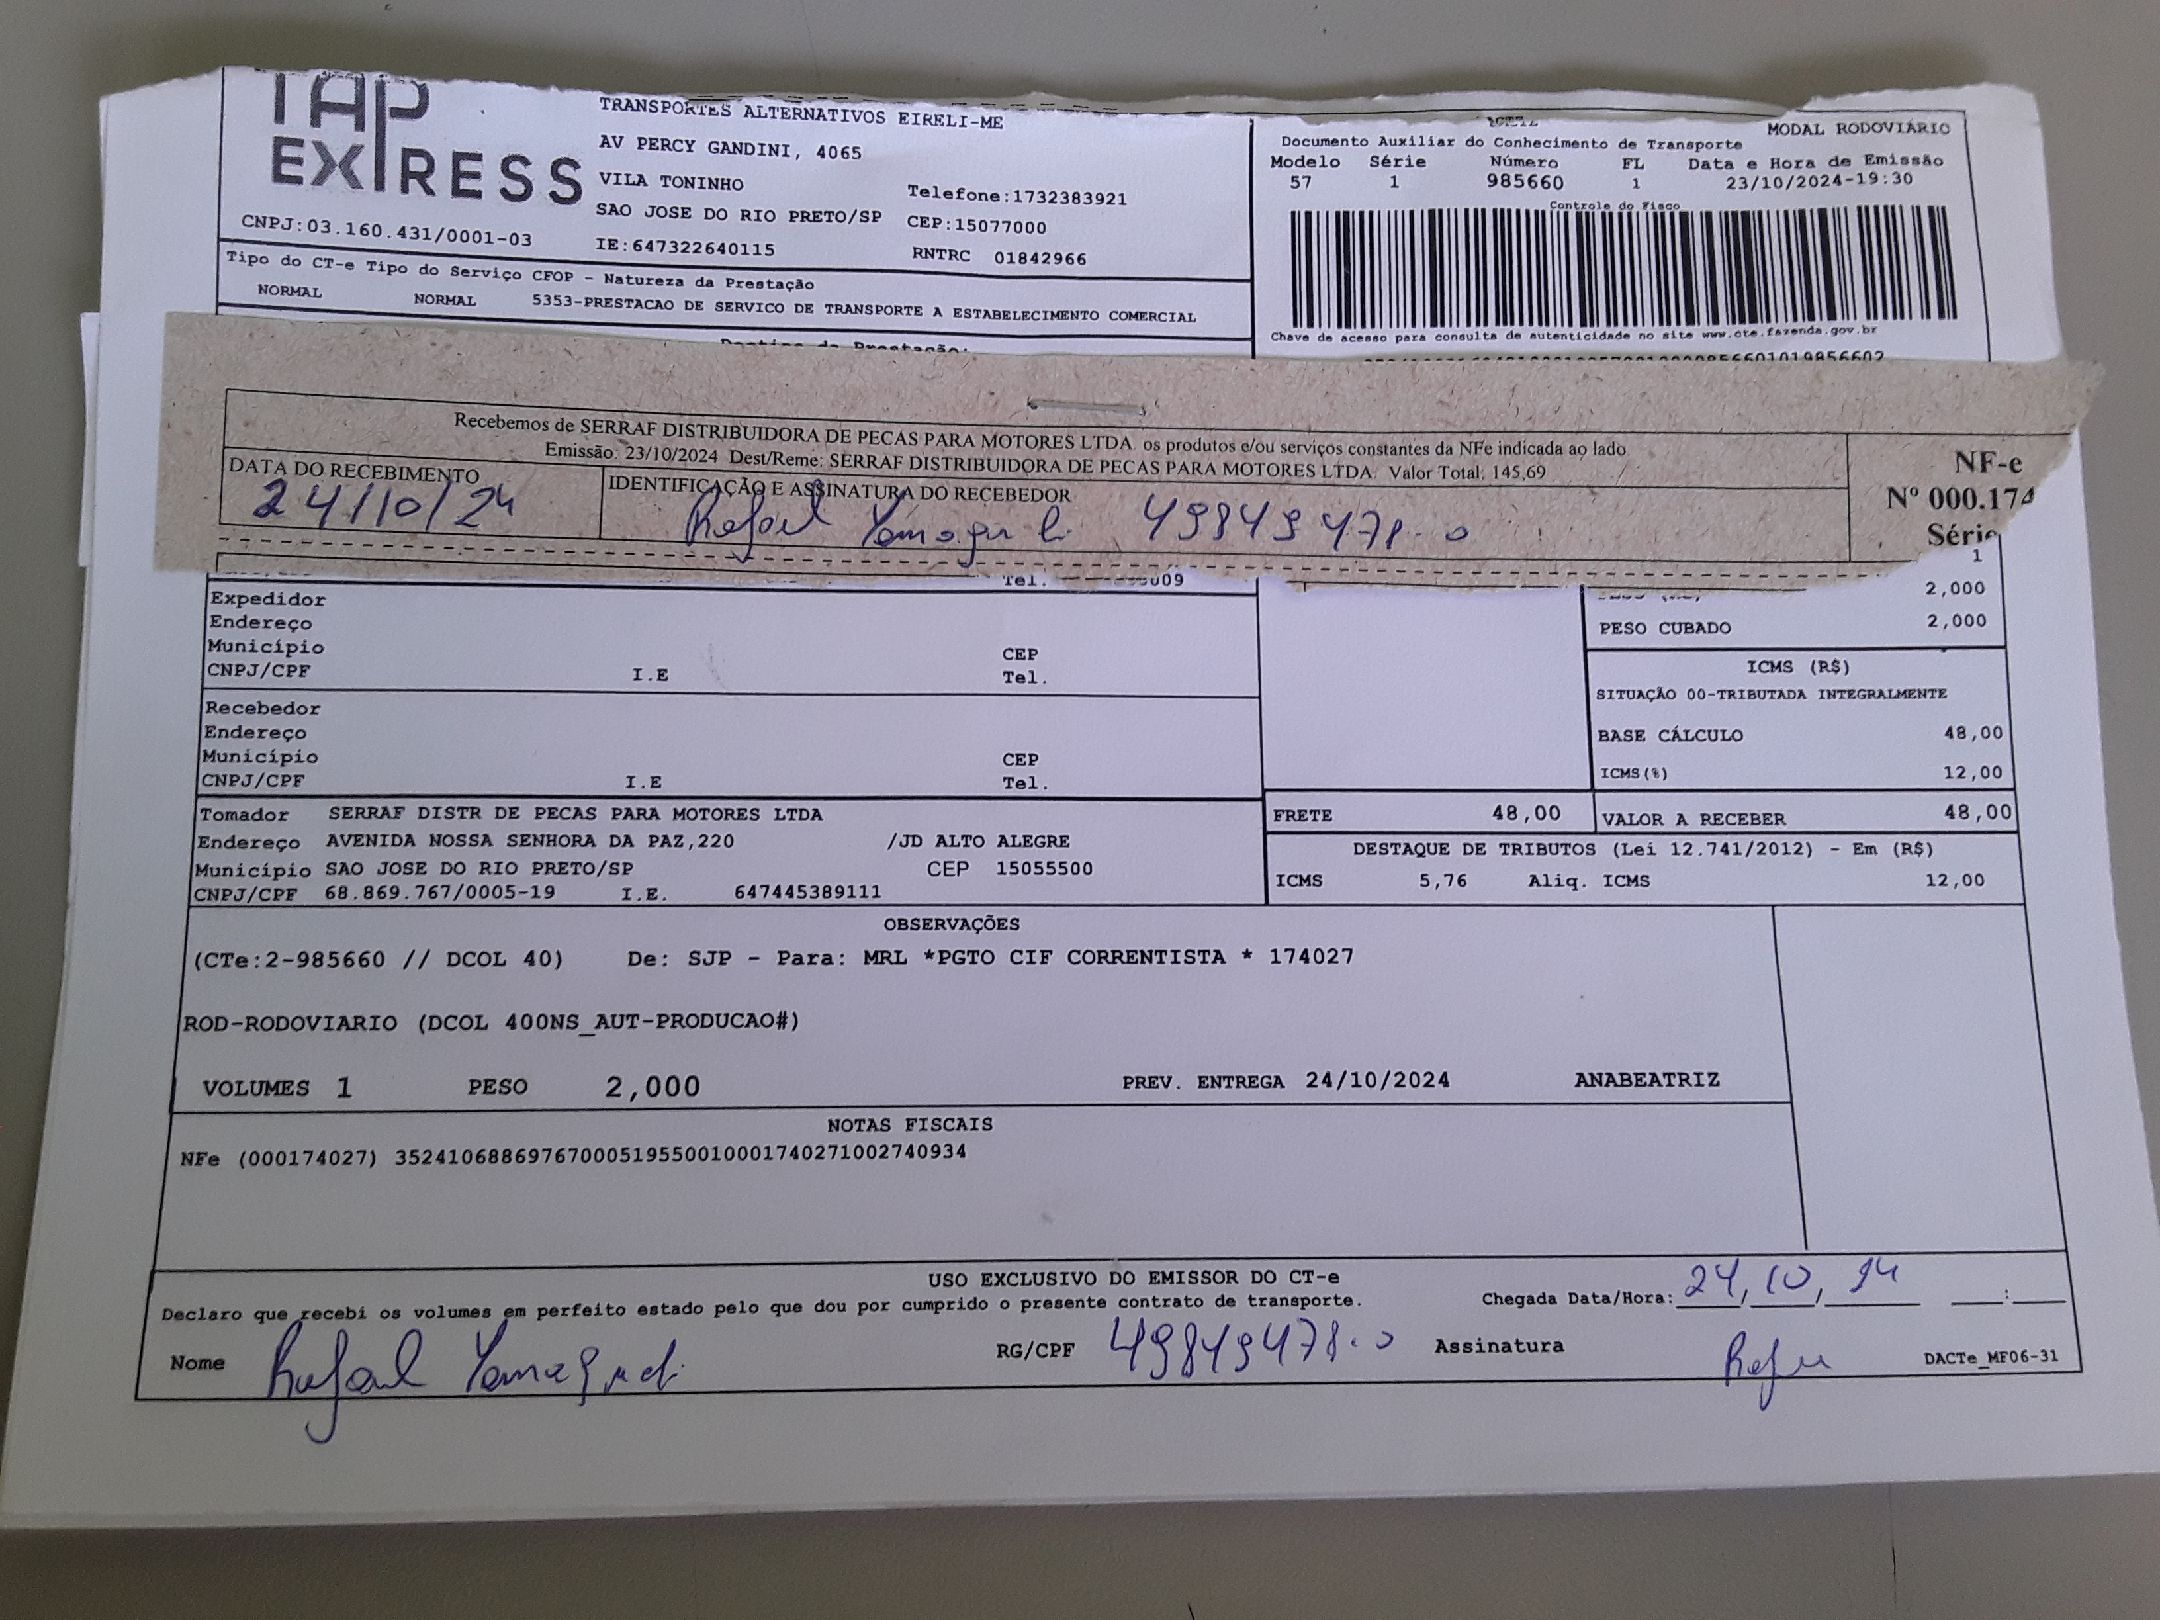 TAP
EXPRESS
CNPJ:03.160.431/0001-03
TRANSPORTES ALTERNATIVOS EIRELI-ME
AV PERCY GANDINI, 4065
VILA TONINHO
Telefone:1732383921
SAO JOSE DO RIO PRETO/SP CEP:15077000
IE:647322640115 RNTRC 01842966
MODAL RODOVIÁRIO
Documento Auxiliar do Conhecimento de Transporte
Modelo Série Número FL Data e Hora de Emissão
57 1 985660 1 23/10/2024-19:30
Controle do Fisco
Chave de acesso para consulta de autenticidade no site www.cte.fazenda.gov.br
Tipo do CT-e Tipo do Serviço CFOP - Natureza da Prestação
NORMAL NORMAL 5353-PRESTACAO DE SERVICO DE TRANSPORTE A ESTABELECIMENTO COMERCIAL
Recebemos de SERRAF DISTRIBUIDORA DE PECAS PARA MOTORES LTDA. os produtos e/ou serviços constantes da NFe indicada ao lado
Emissão: 23/10/2024 Dest/Reme: SERRAF DISTRIBUIDORA DE PECAS PARA MOTORES LTDA. Valor Total: 145,69
DATA DO RECEBIMENTO
24/10/24
IDENTIFICAÇÃO E ASSINATURA DO RECEBEDOR
Rafael 49849478-0
NF-e
Nº 000.174
Série
1
Tel.
2,000
PESO CUBADO 2,000
Expedidor
Endereço
Município CEP
CNPJ/CPF I.E Tel.
Recebedor
Endereço
Município CEP
CNPJ/CPF I.E Tel.
ICMS (R$)
SITUAÇÃO 00-TRIBUTADA INTEGRALMENTE
BASE CÁLCULO 48,00
ICMS(%) 12,00
Tomador SERRAF DISTR DE PECAS PARA MOTORES LTDA
Endereço AVENIDA NOSSA SENHORA DA PAZ,220 /JD ALTO ALEGRE
Município SAO JOSE DO RIO PRETO/SP CEP 15055500
CNPJ/CPF 68.869.767/0005-19 I.E. 647445389111
FRETE 48,00 VALOR A RECEBER 48,00
DESTAQUE DE TRIBUTOS (Lei 12.741/2012) - Em (R$)
ICMS 5,76 Aliq. ICMS 12,00
OBSERVAÇÕES
(CTe:2-985660 // DCOL 40) De: SJP - Para: MRL *PGTO CIF CORRENTISTA * 174027
ROD-RODOVIARIO (DCOL 400NS_AUT-PRODUCAO#)
VOLUMES 1 PESO 2,000 PREV. ENTREGA 24/10/2024 ANABEATRIZ
NOTAS FISCAIS
NFe (000174027) 35241068869767000519550010001740271002740934
USO EXCLUSIVO DO EMISSOR DO CT-e
Declaro que recebi os volumes em perfeito estado pelo que dou por cumprido o presente contrato de transporte.
Chegada Data/Hora: 24/10/24 :
Nome Rafael RG/CPF 49849478-0 Assinatura
DACTe_MF06-31